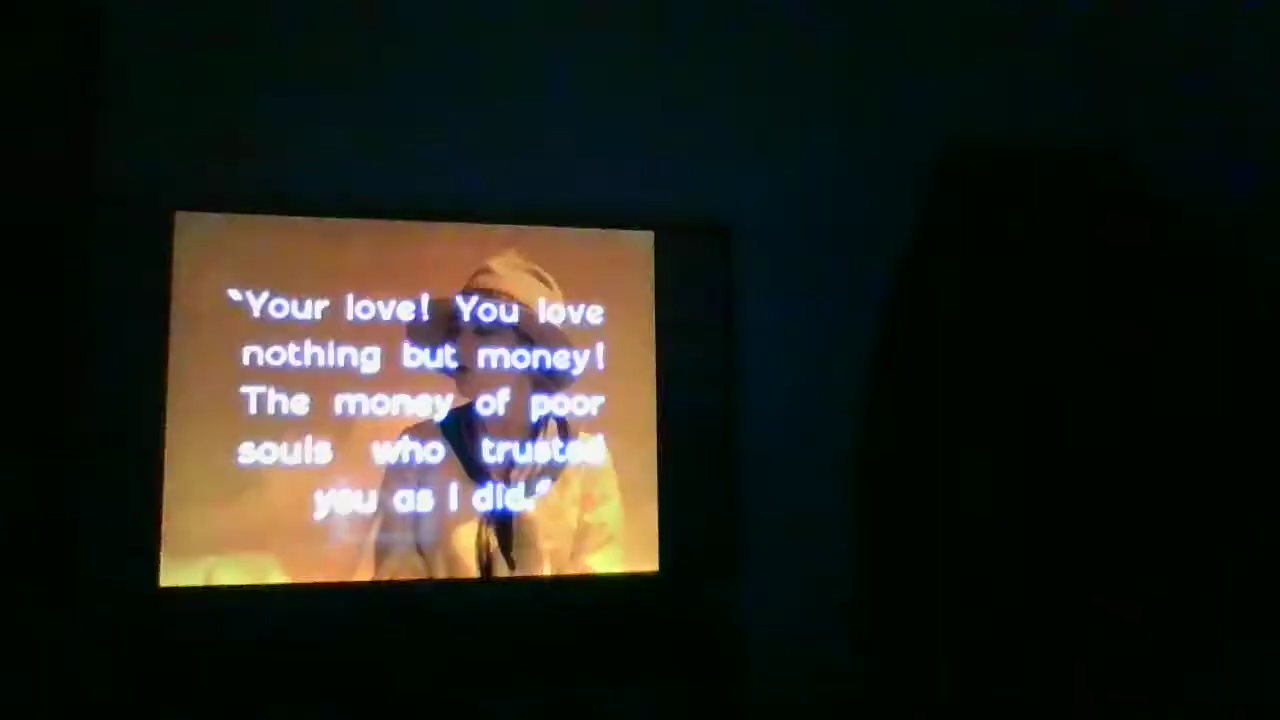 “Your love! You love
nothing but money!
The money of poor
souls who trusted
you as I did.“